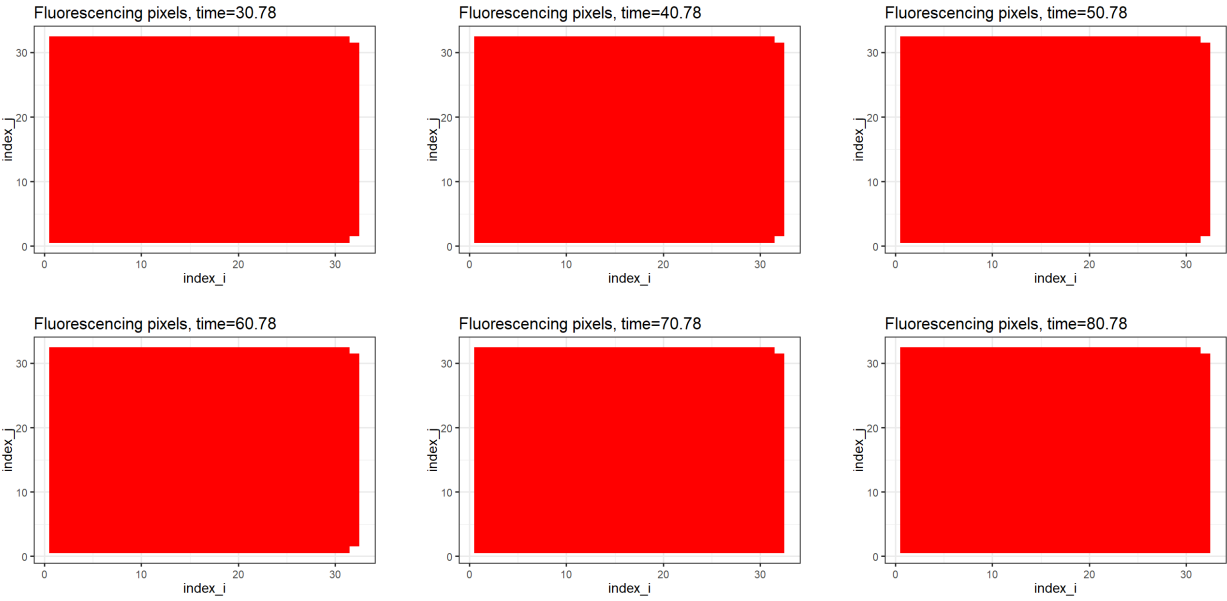 Fluorescencing pixels, time=30.78
30
20
10
0
index_j
0 10 20 30
index_i
Fluorescencing pixels, time=40.78
30
20
10
0
index_j
0 10 20 30
index_i
Fluorescencing pixels, time=50.78
30
20
10
0
index_j
0 10 20 30
index_i
Fluorescencing pixels, time=60.78
30
20
10
0
index_j
0 10 20 30
index_i
Fluorescencing pixels, time=70.78
30
20
10
0
index_j
0 10 20 30
index_i
Fluorescencing pixels, time=80.78
30
20
10
0
index_j
0 10 20 30
index_i